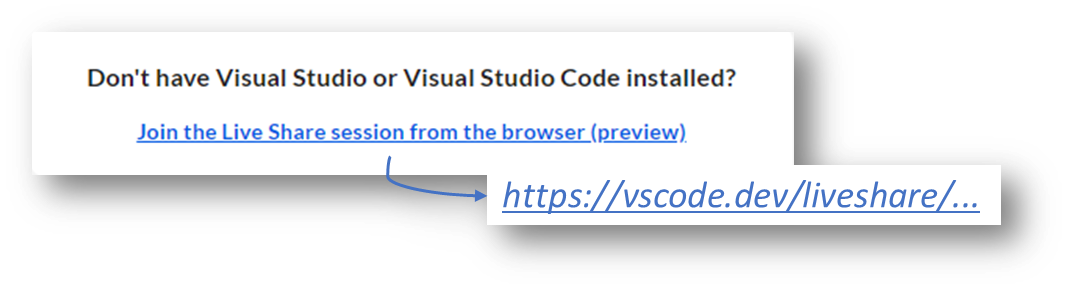 Don't have Visual Studio or Visual Studio Code installed?
Join the Live Share session from the browser (preview)
https://vscode.dev/liveshare/...